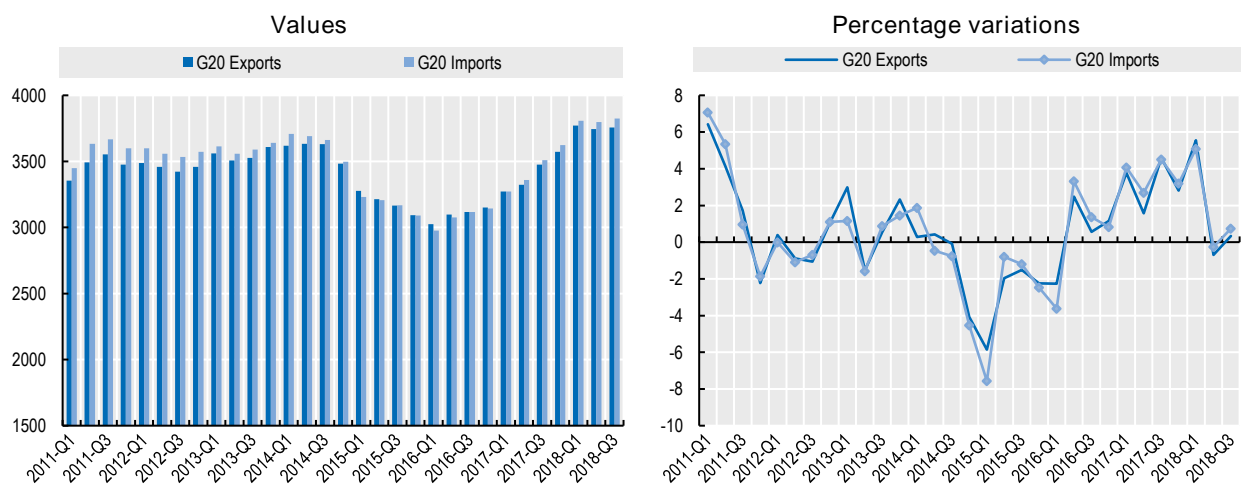 Values
G20 Exports
G20 Imports
4000
3500
3000
2500
2000
1500
2011-Q1
2011-Q3
2012-Q1
2012-Q3
2013-Q1
2013-Q3
2014-Q1
2014-Q3
2015-Q1
2015-Q3
2016-Q1
2016-Q3
2017-Q1
2017-Q3
2018-Q1
2018-Q3
Percentage variations
G20 Exports
G20 Imports
8
6
4
2
0
-2
-4
-6
-8
-10
2011-Q1
2011-Q3
2012-Q1
2012-Q3
2013-Q1
2013-Q3
2014-Q1
2014-Q3
2015-Q1
2015-Q3
2016-Q1
2016-Q3
2017-Q1
2017-Q3
2018-Q1
2018-Q3